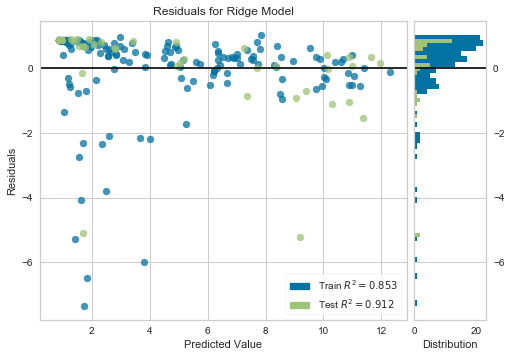 Residuals for Ridge Model
Residuals
0
−2
−4
−6
2
4
6
8
10
12
Predicted Value
Train R² = 0.853
Test R² = 0.912
0
−2
−4
−6
0
20
Distribution